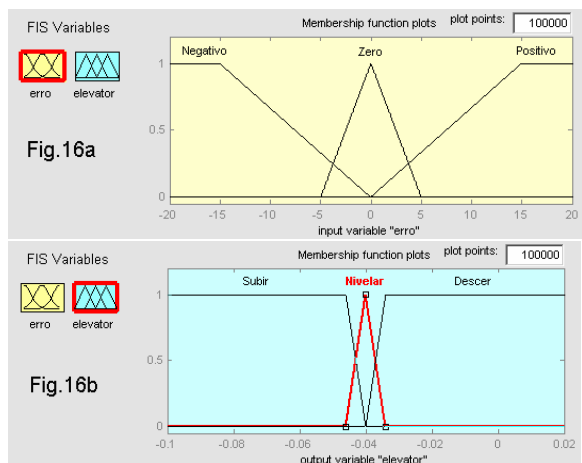 FIS Variables
Membership function plots plot points: 100000
Negativo Zero Positivo
erro elevator
Fig.16a
1
0.5
0
-20 -15 -10 -5 0 5 10 15 20
input variable "erro"
FIS Variables
Membership function plots plot points: 100000
Subir Nivelar Descer
erro elevator
Fig.16b
1
0.5
0
-0.1 -0.08 -0.06 -0.04 -0.02 0 0.02
output variable "elevator"